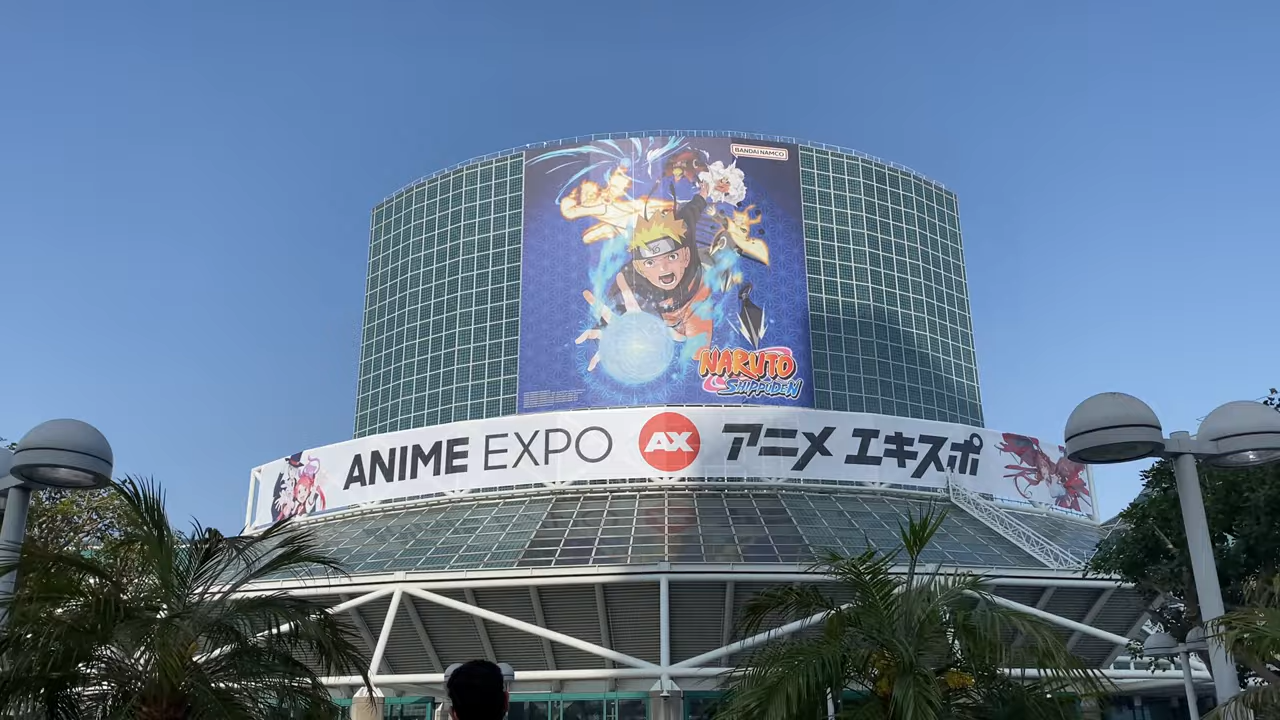 BANDAI NAMCO
NARUTO
SHIPPUDEN
ANIME EXPO AX アニメ エキスポ